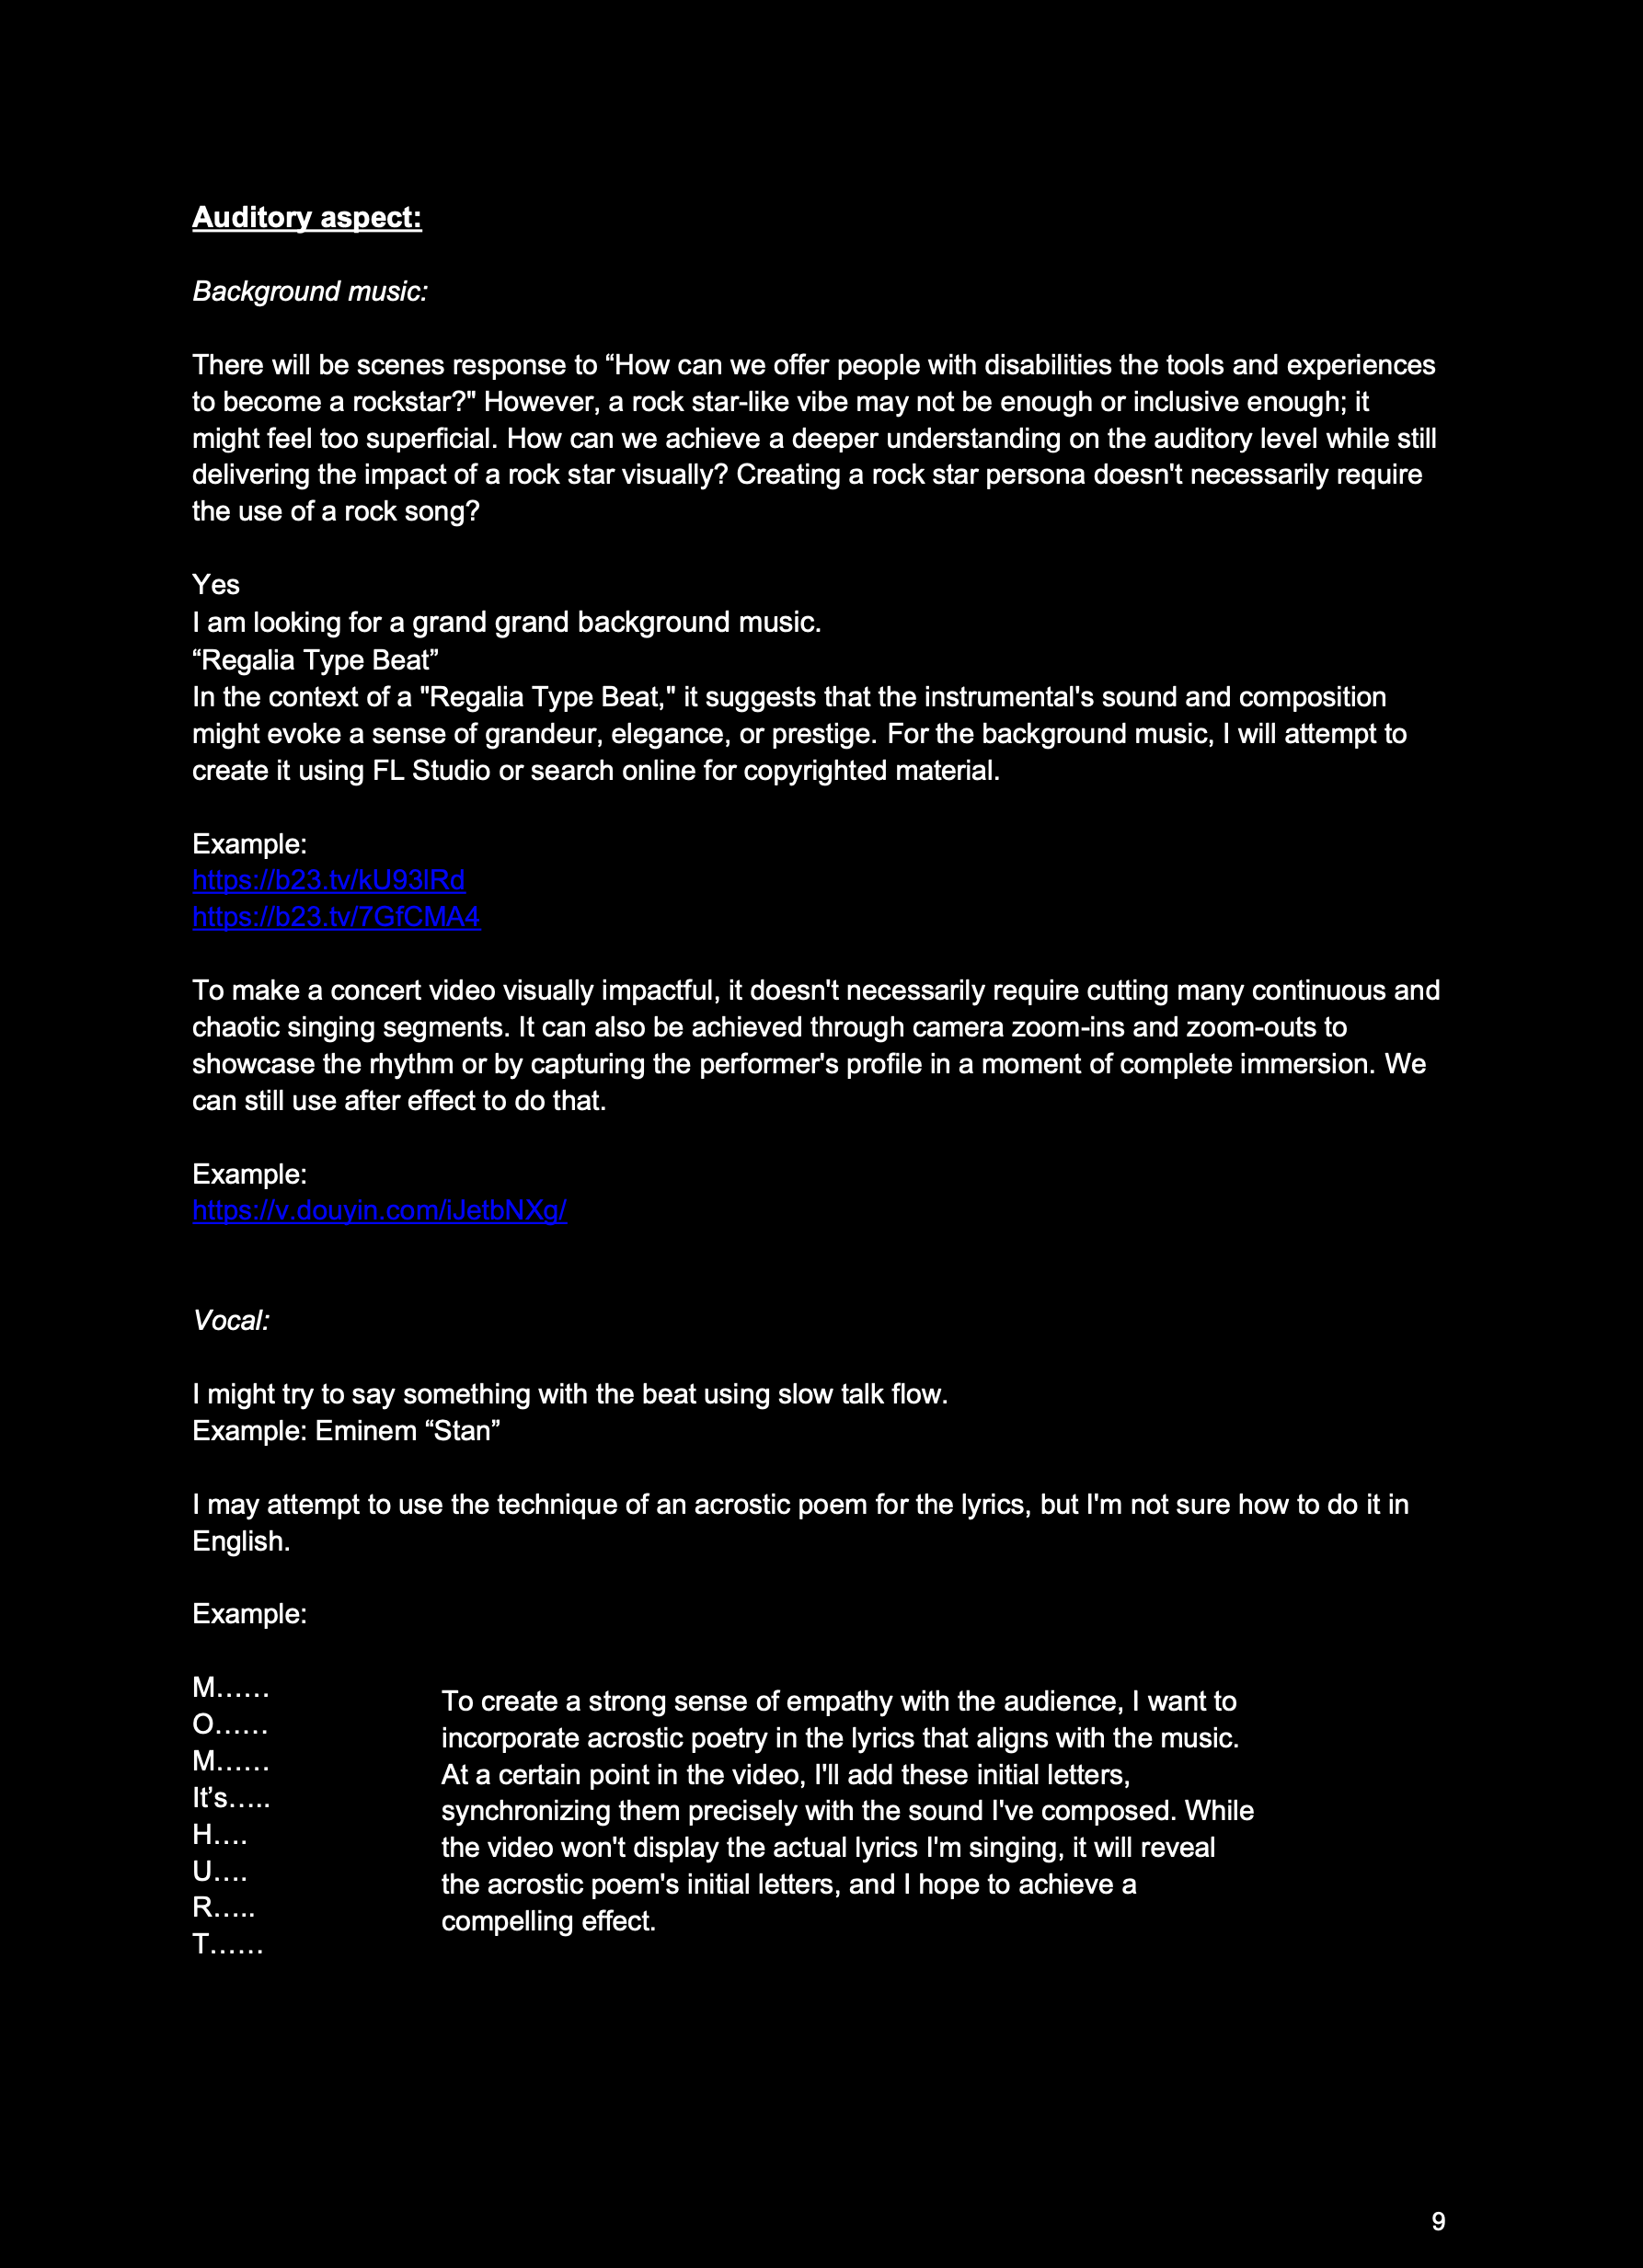 Auditory aspect:
Background music:
There will be scenes response to “How can we offer people with disabilities the tools and experiences
to become a rockstar?" However, a rock star-like vibe may not be enough or inclusive enough; it
might feel too superficial. How can we achieve a deeper understanding on the auditory level while still
delivering the impact of a rock star visually? Creating a rock star persona doesn't necessarily require
the use of a rock song?
Yes
I am looking for a grand grand background music.
“Regalia Type Beat”
In the context of a "Regalia Type Beat," it suggests that the instrumental's sound and composition
might evoke a sense of grandeur, elegance, or prestige. For the background music, I will attempt to
create it using FL Studio or search online for copyrighted material.
Example:
https://b23.tv/kU93lRd
https://b23.tv/7GfCMA4
To make a concert video visually impactful, it doesn't necessarily require cutting many continuous and
chaotic singing segments. It can also be achieved through camera zoom-ins and zoom-outs to
showcase the rhythm or by capturing the performer's profile in a moment of complete immersion. We
can still use after effect to do that.
Example:
https://v.douyin.com/iJetbNXg/
Vocal:
I might try to say something with the beat using slow talk flow.
Example: Eminem “Stan”
I may attempt to use the technique of an acrostic poem for the lyrics, but I'm not sure how to do it in
English.
Example:
M……
O……
M……
It’s…..
H….
U….
R…..
T……
To create a strong sense of empathy with the audience, I want to
incorporate acrostic poetry in the lyrics that aligns with the music.
At a certain point in the video, I'll add these initial letters,
synchronizing them precisely with the sound I've composed. While
the video won't display the actual lyrics I'm singing, it will reveal
the acrostic poem's initial letters, and I hope to achieve a
compelling effect.
9